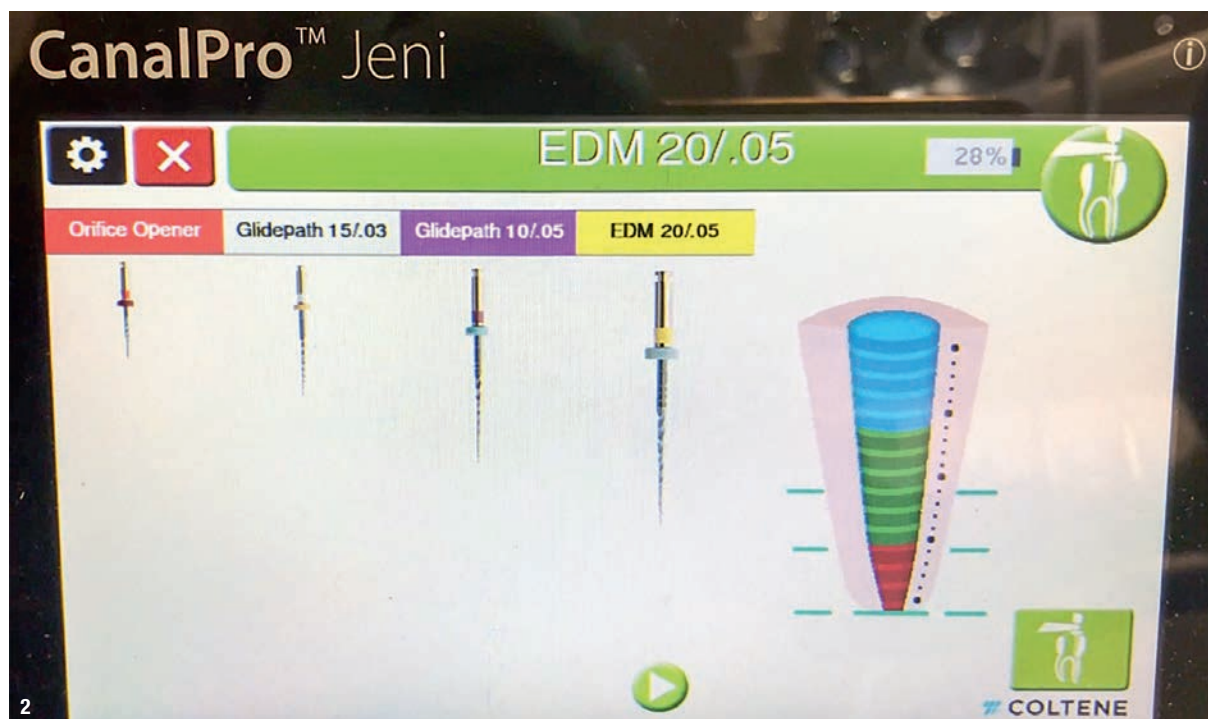 CanalPro™ Jeni
EDM 20/.05
28%
Orifice Opener
Glidepath 15/.03
Glidepath 10/.05
EDM 20/.05
COLTENE
2